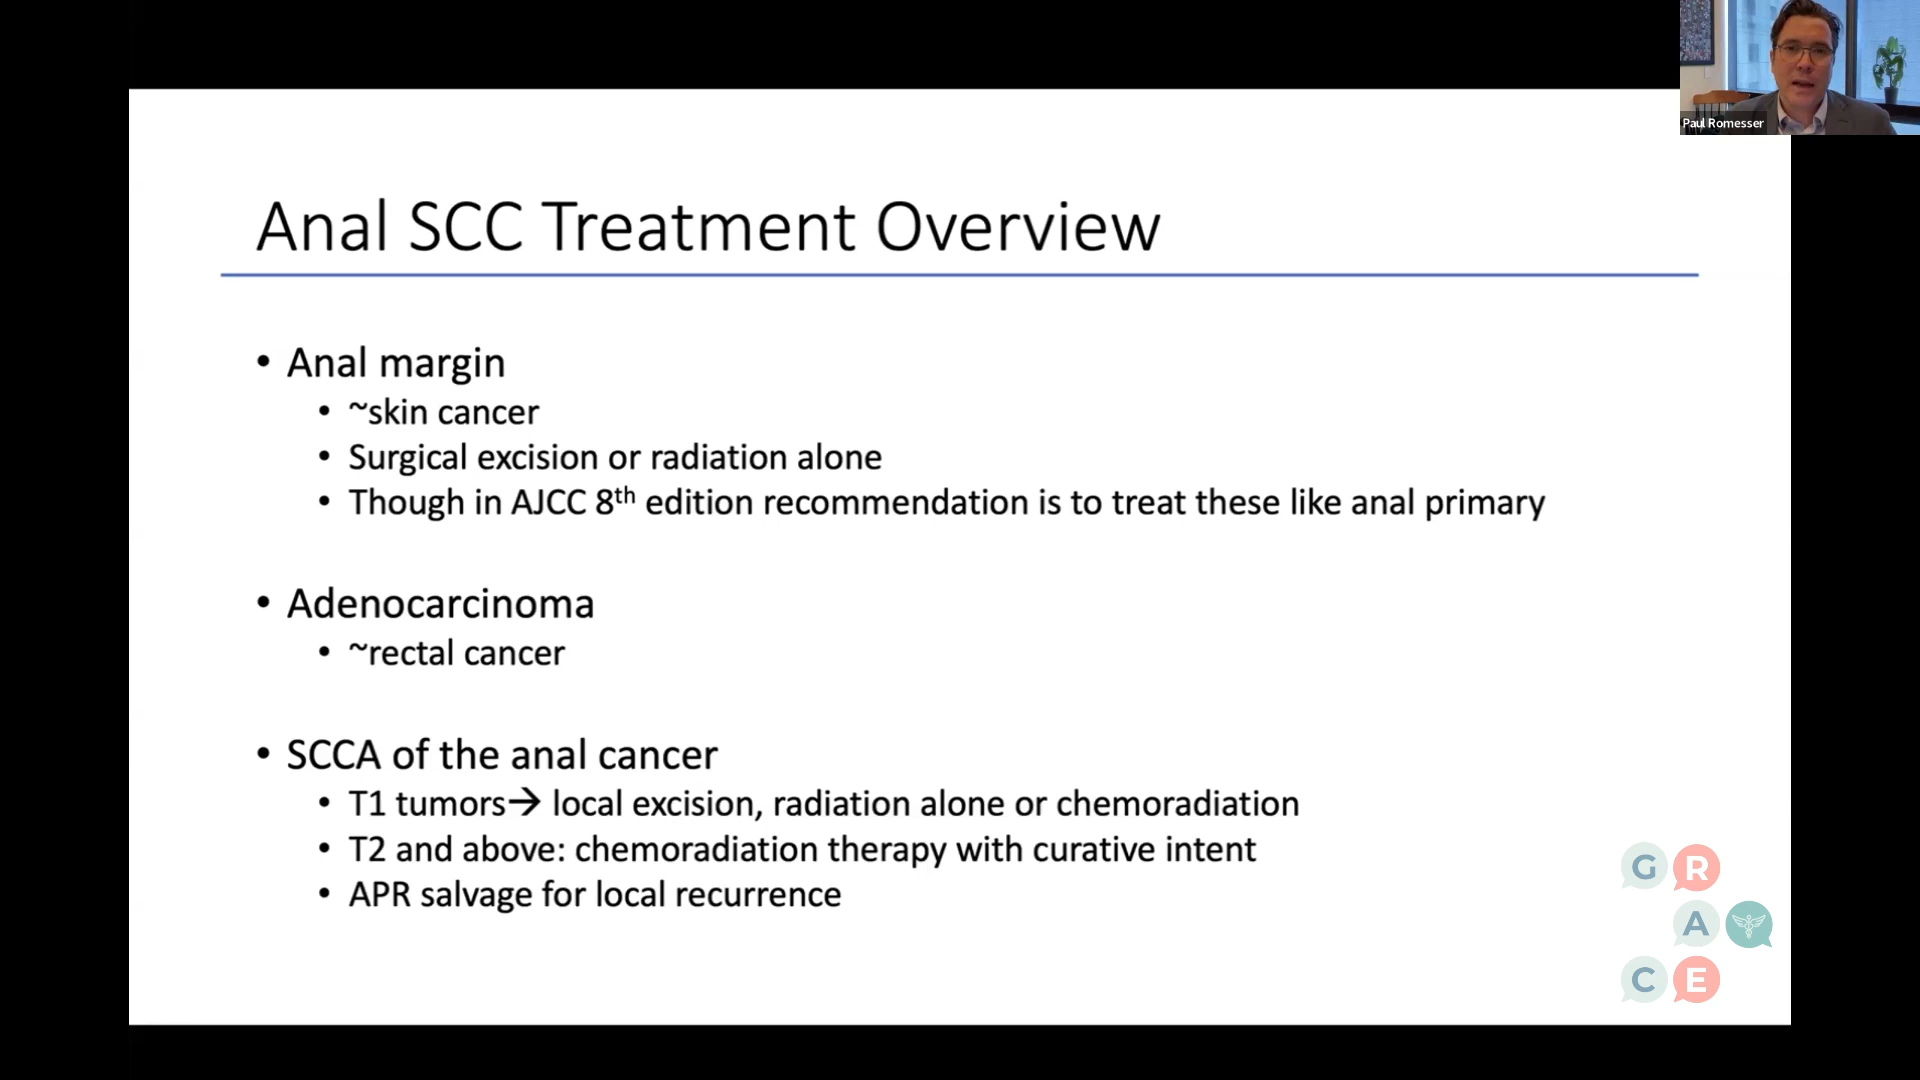 Paul Romesser
Anal SCC Treatment Overview
• Anal margin
• ~skin cancer
• Surgical excision or radiation alone
• Though in AJCC 8th edition recommendation is to treat these like anal primary
• Adenocarcinoma
• ~rectal cancer
• SCCA of the anal cancer
• T1 tumors→ local excision, radiation alone or chemoradiation
• T2 and above: chemoradiation therapy with curative intent
• APR salvage for local recurrence
G R
A
C E